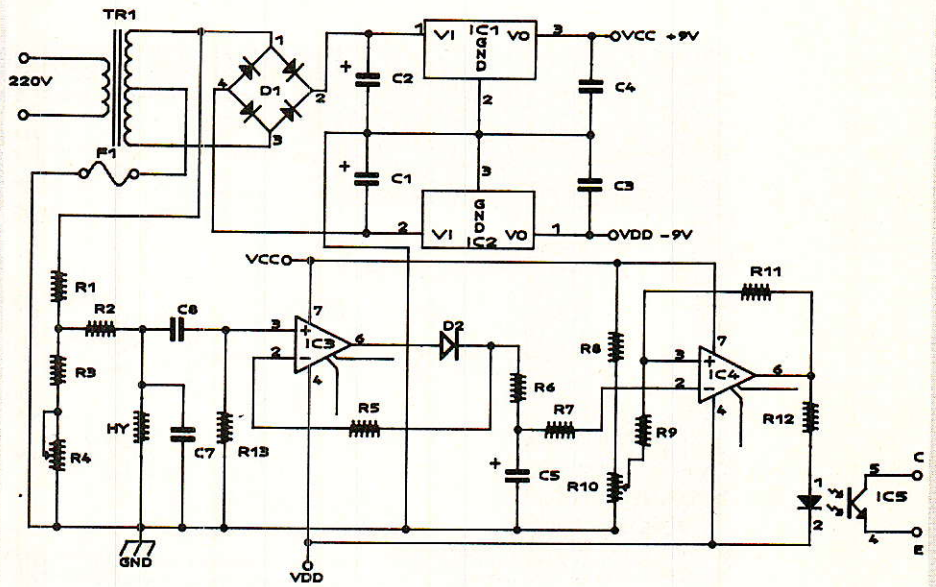 TR1
220V
F1
1
4
D1
2
3
C2
+
1
VI
IC1
GND
VO
3
2
VCC +9V
C4
C1
+
3
GND
2
VI
IC2
VO
1
C3
VDD -9V
R1
R2
C8
R3
HY
R4
C7
R13
GND
VCC
7
3
+
IC3
2
-
6
4
D2
R5
R6
R7
+
C5
VDD
R8
R10
R11
R9
7
3
+
IC4
2
-
6
4
R12
1
2
5
C
IC5
4
E